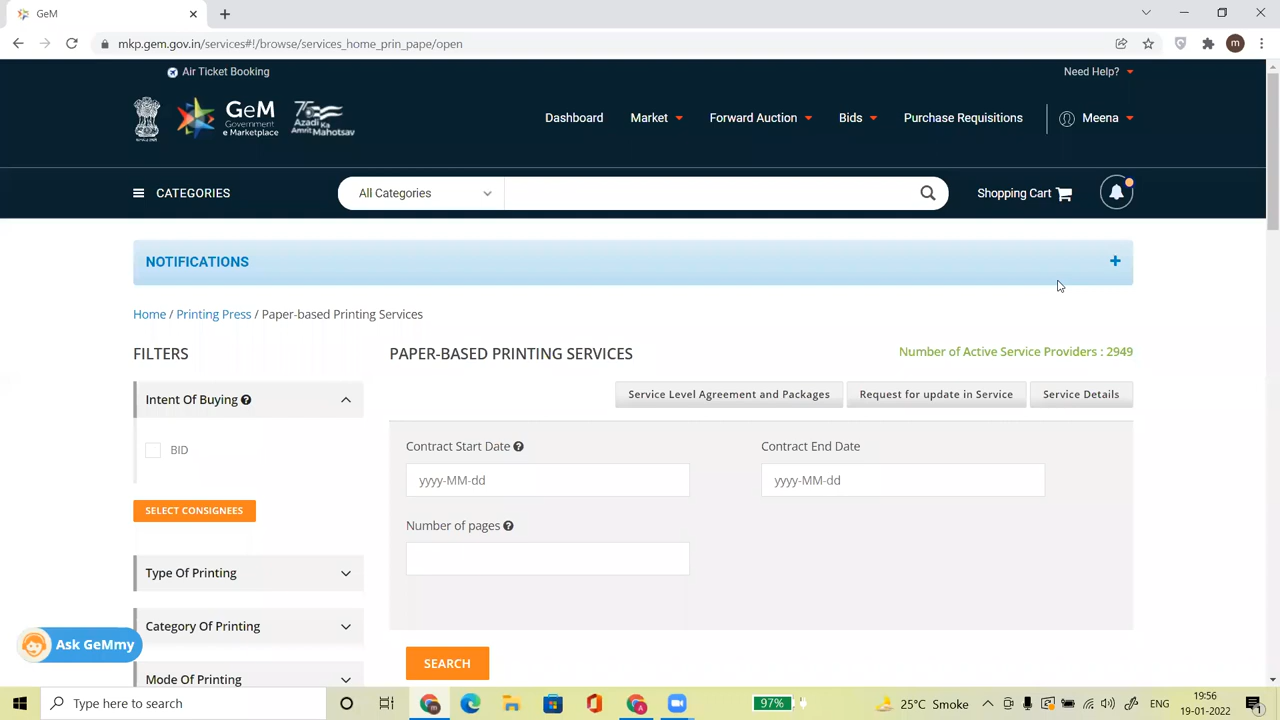 GeM
mkp.gem.gov.in/services#!/browse/services_home_prin_pape/open
m
Air Ticket Booking
Need Help?
GeM
Government
e Marketplace
75
Azadi Ka
Amrit Mahotsav
Dashboard
Market
Forward Auction
Bids
Purchase Requisitions
Meena
CATEGORIES
All Categories
Shopping Cart
NOTIFICATIONS
+
Home / Printing Press / Paper-based Printing Services
FILTERS
PAPER-BASED PRINTING SERVICES
Number of Active Service Providers : 2949
Intent Of Buying ?
Service Level Agreement and Packages
Request for update in Service
Service Details
BID
Contract Start Date ?
Contract End Date
yyyy-MM-dd
yyyy-MM-dd
SELECT CONSIGNEES
Number of pages ?
Type Of Printing
Category Of Printing
Ask GeMmy
SEARCH
Mode Of Printing
Type here to search
97%
25°C Smoke
ENG
19:56
19-01-2022
1